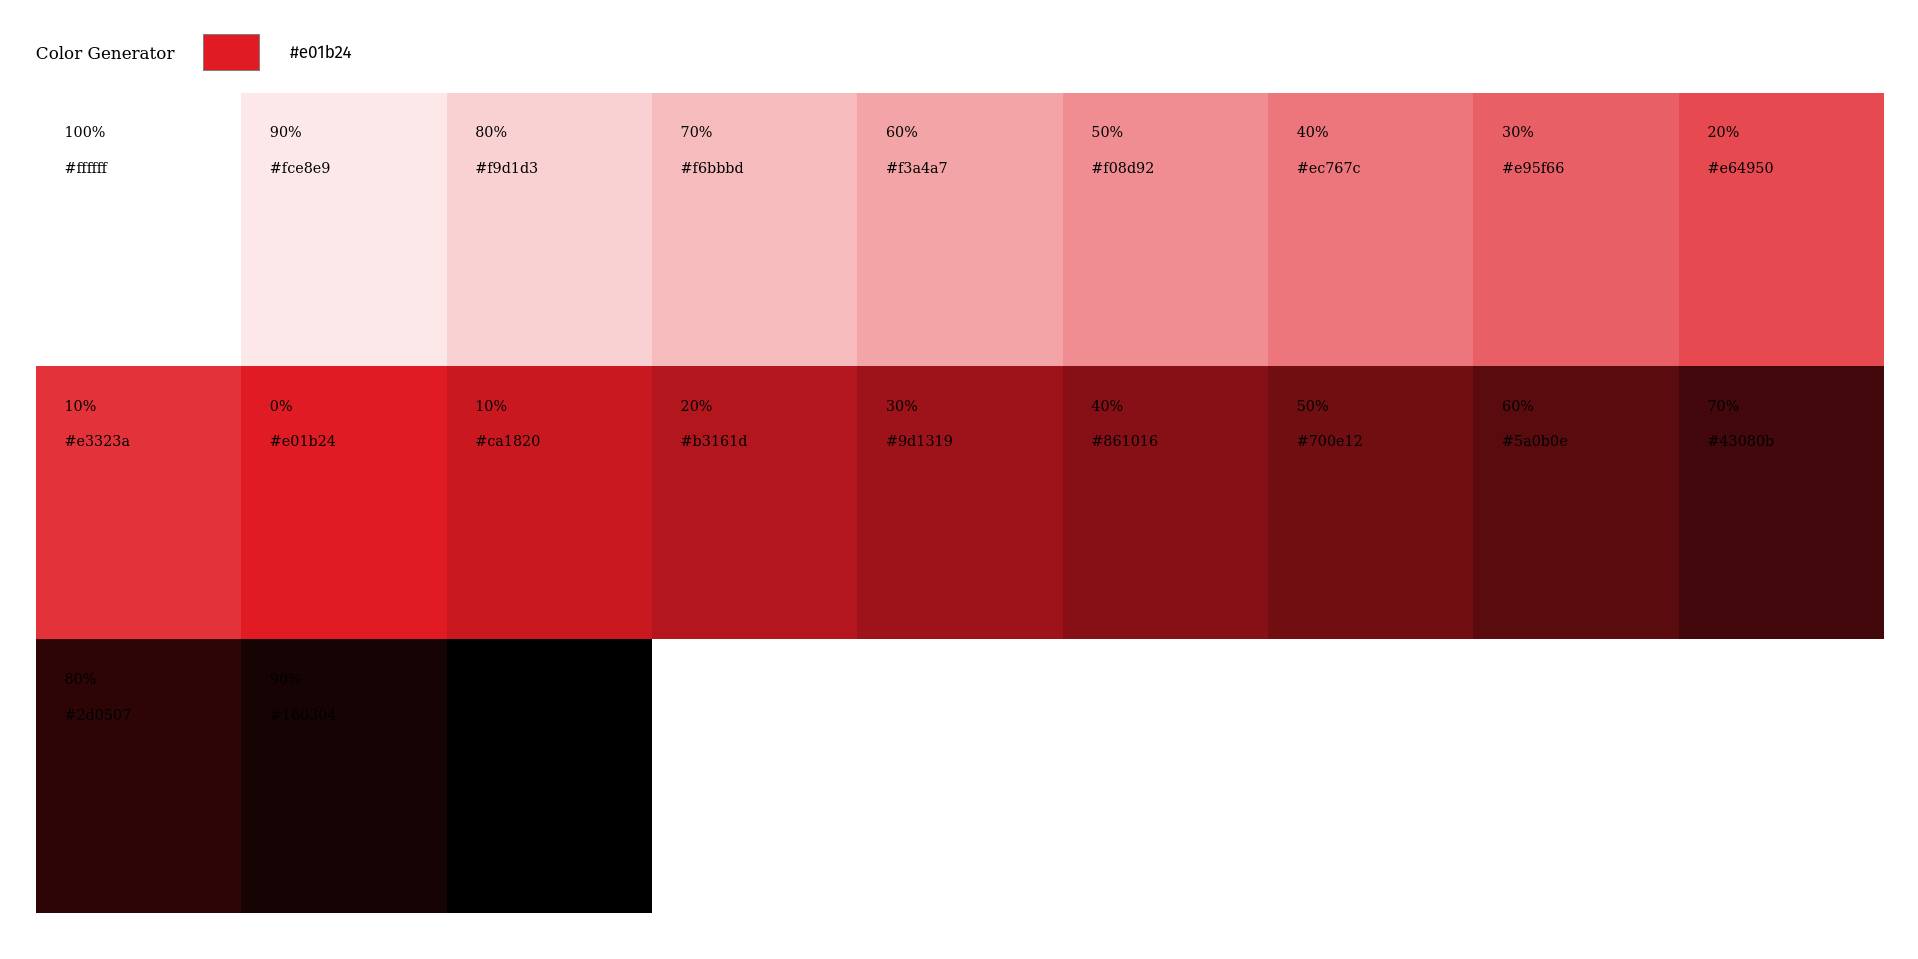 Color Generator #e01b24
100% 90% 80% 70% 60% 50% 40% 30% 20%
#ffffff #fce8e9 #f9d1d3 #f6bbbd #f3a4a7 #f08d92 #ec767c #e95f66 #e64950
10% 0% 10% 20% 30% 40% 50% 60% 70%
#e3323a #e01b24 #ca1820 #b3161d #9d1319 #861016 #700e12 #5a0b0e #43080b
80% 90%
#2d0507 #160304